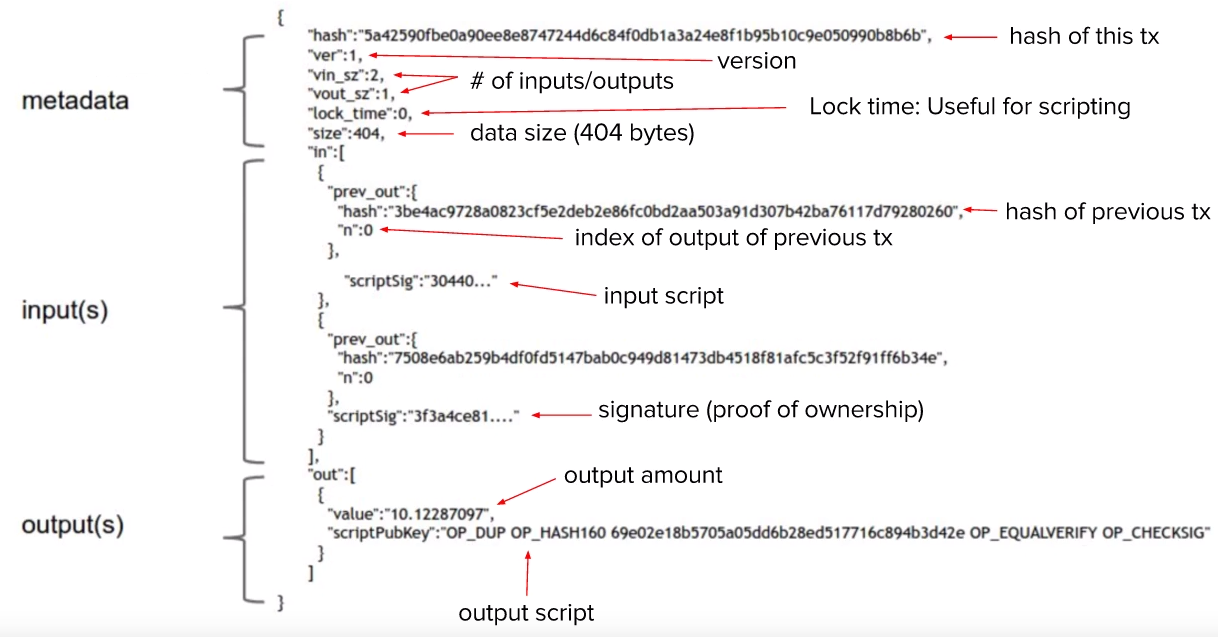 {
"hash":"5a42590fbe0a90ee8e8747244d6c84f0db1a3a24e8f1b95b10c9e050990b8b6b", hash of this tx
"ver":1, version
"vin_sz":2, # of inputs/outputs
"vout_sz":1,
metadata
"lock_time":0, Lock time: Useful for scripting
"size":404, data size (404 bytes)
"in":[
{
"prev_out":{
"hash":"3be4ac9728a0823cf5e2deb2e86fc0bd2aa503a91d307b42ba76117d79280260", hash of previous tx
"n":0 index of output of previous tx
},
"scriptSig":"30440..." input script
input(s)
},
{
"prev_out":{
"hash":"7508e6ab259b4df0fd5147bab0c949d81473db4518f81afc5c3f52f91ff6b34e",
"n":0
},
"scriptSig":"3f3a4ce81...." signature (proof of ownership)
}
],
"out":[ output amount
{
"value":"10.12287097",
output(s)
"scriptPubKey":"OP_DUP OP_HASH160 69e02e18b5705a05dd6b28ed517716c894b3d42e OP_EQUALVERIFY OP_CHECKSIG"
}
]
}
output script